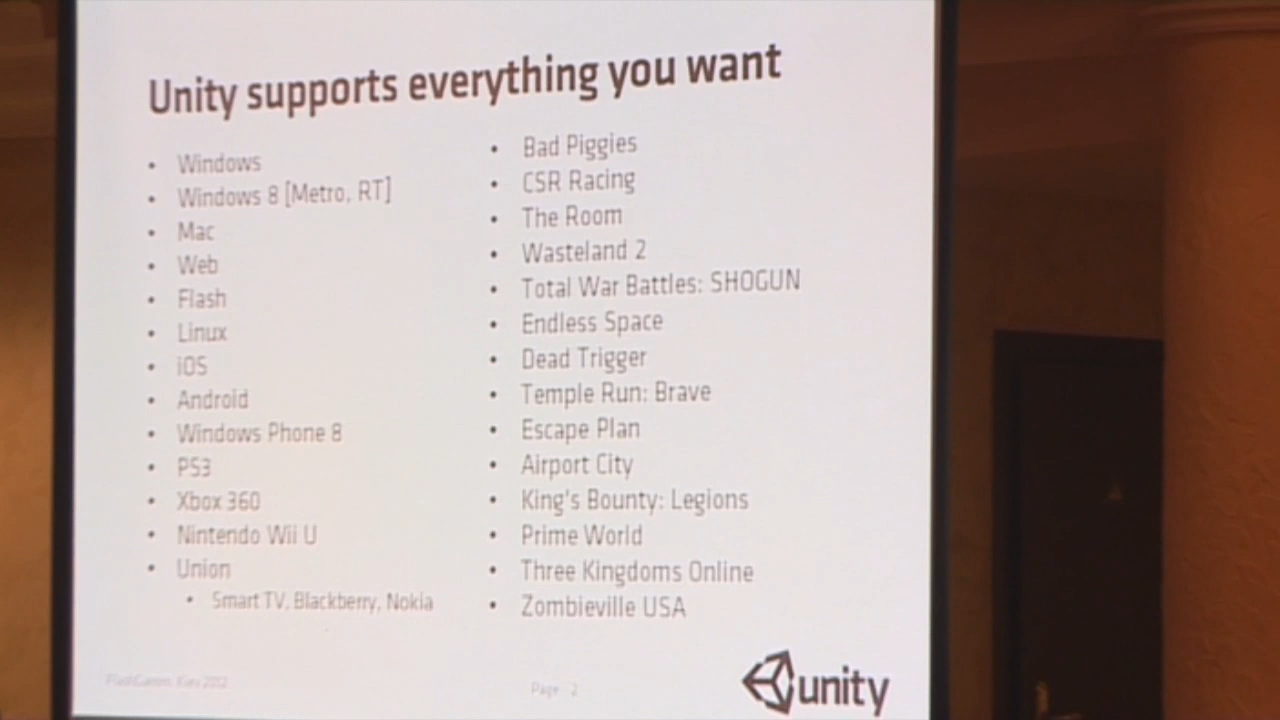 Unity supports everything you want
• Windows
• Windows 8 [Metro, RT]
• Mac
• Web
• Flash
• Linux
• iOS
• Android
• Windows Phone 8
• PS3
• Xbox 360
• Nintendo Wii U
• Union
• Smart TV, Blackberry, Nokia
• Bad Piggies
• CSR Racing
• The Room
• Wasteland 2
• Total War Battles: SHOGUN
• Endless Space
• Dead Trigger
• Temple Run: Brave
• Escape Plan
• Airport City
• King's Bounty: Legions
• Prime World
• Three Kingdoms Online
• Zombieville USA
Kiev 2012
Page 2
unity